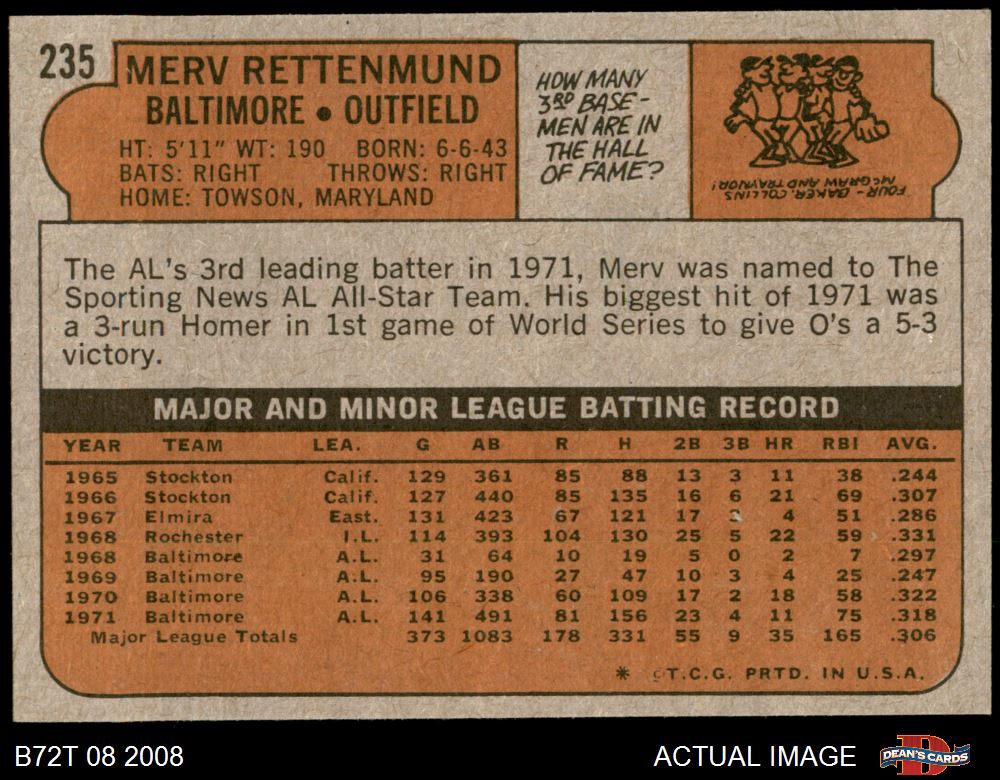 235
MERV RETTENMUND
BALTIMORE • OUTFIELD
HT: 5'11" WT: 190 BORN: 6-6-43
BATS: RIGHT THROWS: RIGHT
HOME: TOWSON, MARYLAND
HOW MANY
3RD BASE-
MEN ARE IN
THE HALL
OF FAME?
FOUR - BAKER, COLLINS
McGRAW AND TRAYNOR!
The AL's 3rd leading batter in 1971, Merv was named to The
Sporting News AL All-Star Team. His biggest hit of 1971 was
a 3-run Homer in 1st game of World Series to give O's a 5-3
victory.
MAJOR AND MINOR LEAGUE BATTING RECORD
YEAR TEAM LEA. G AB R H 2B 3B HR RBI AVG.
1965 Stockton Calif. 129 361 85 88 13 3 11 38 .244
1966 Stockton Calif. 127 440 85 135 16 6 21 69 .307
1967 Elmira East. 131 423 67 121 17 4 51 .286
1968 Rochester I.L. 114 393 104 130 25 5 22 59 .331
1968 Baltimore A.L. 31 64 10 19 5 0 2 7 .297
1969 Baltimore A.L. 95 190 27 47 10 3 4 25 .247
1970 Baltimore A.L. 106 338 60 109 17 2 18 58 .322
1971 Baltimore A.L. 141 491 81 156 23 4 11 75 .318
Major League Totals 373 1083 178 331 55 9 35 165 .306
* ©T.C.G. PRTD. IN U.S.A.
B72T 08 2008
ACTUAL IMAGE
DEAN'S CARDS